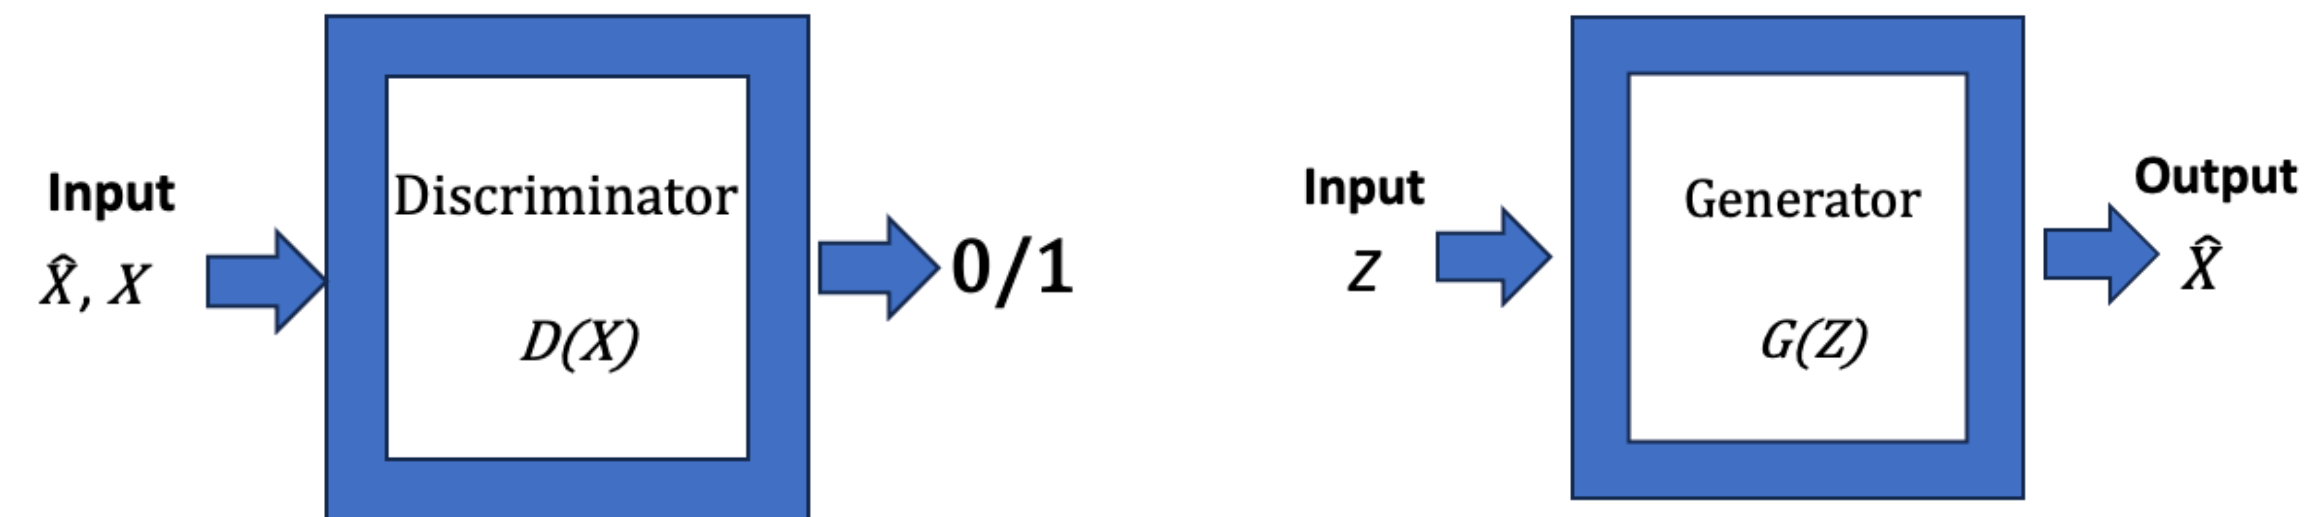 Input
X̂, X
Discriminator
D(X)
0/1
Input
Z
Generator
G(Z)
Output
X̂